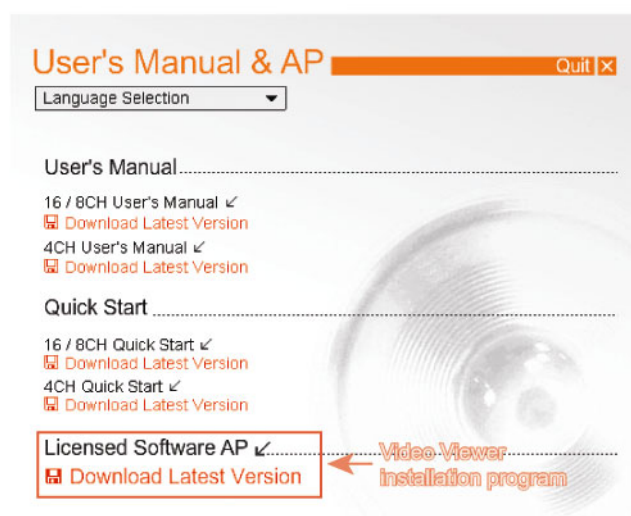 User's Manual & AP
Quit
Language Selection
User's Manual
16 / 8CH User's Manual
Download Latest Version
4CH User's Manual
Download Latest Version
Quick Start
16 / 8CH Quick Start
Download Latest Version
4CH Quick Start
Download Latest Version
Licensed Software AP
Download Latest Version
Video Viewer
installation program